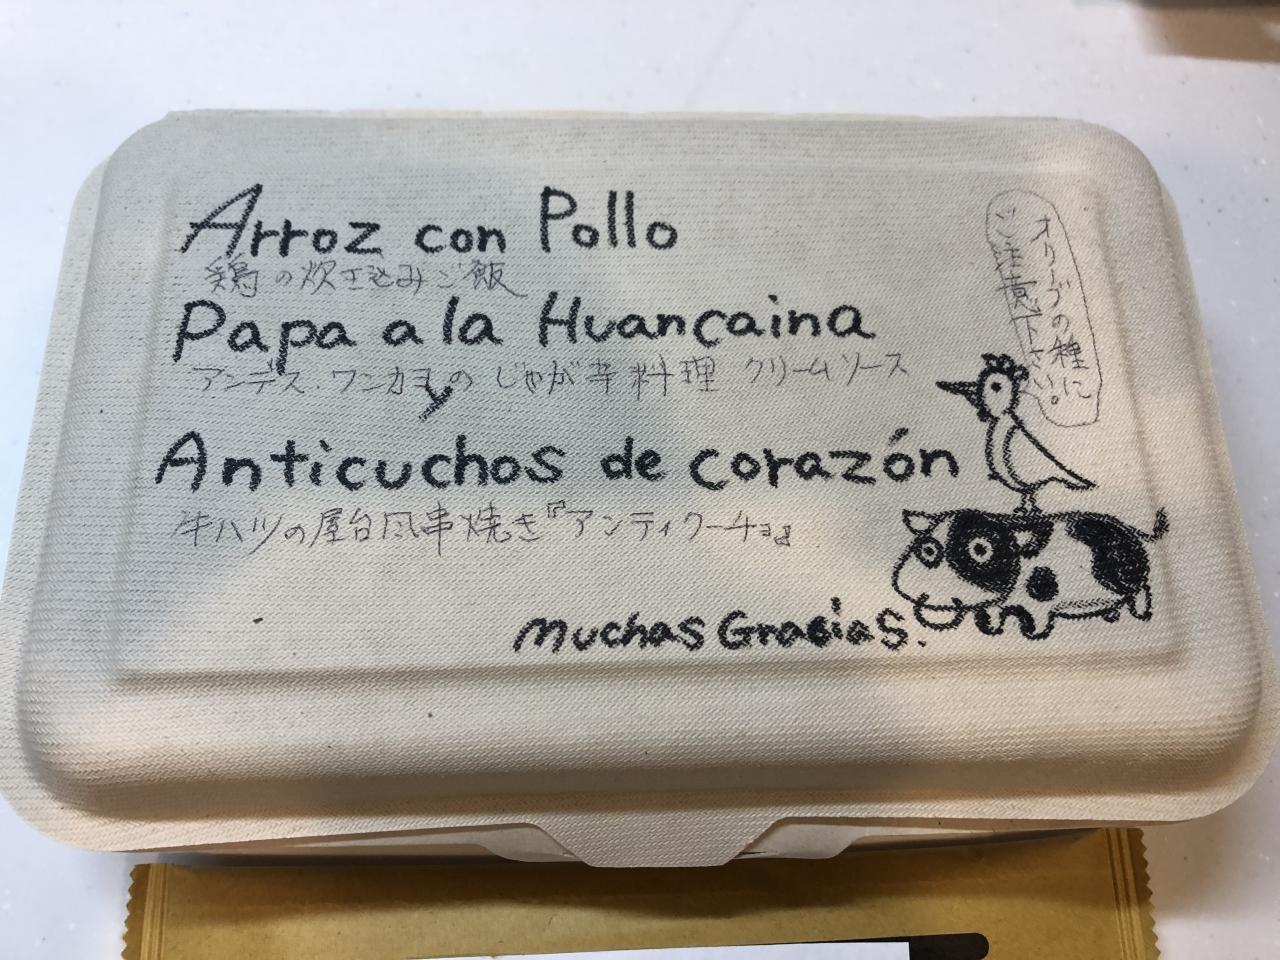 Arroz con Pollo
鶏の炊き込みご飯
Papa a la Huancaina
アンデス・ワンカヨのじゃが芋料理 クリームソース
y
Anticuchos de corazón
牛ハツの屋台風串焼き『アンティクーチョ』
Muchas Gracias.
オリーブの種に
ご注意下さい。